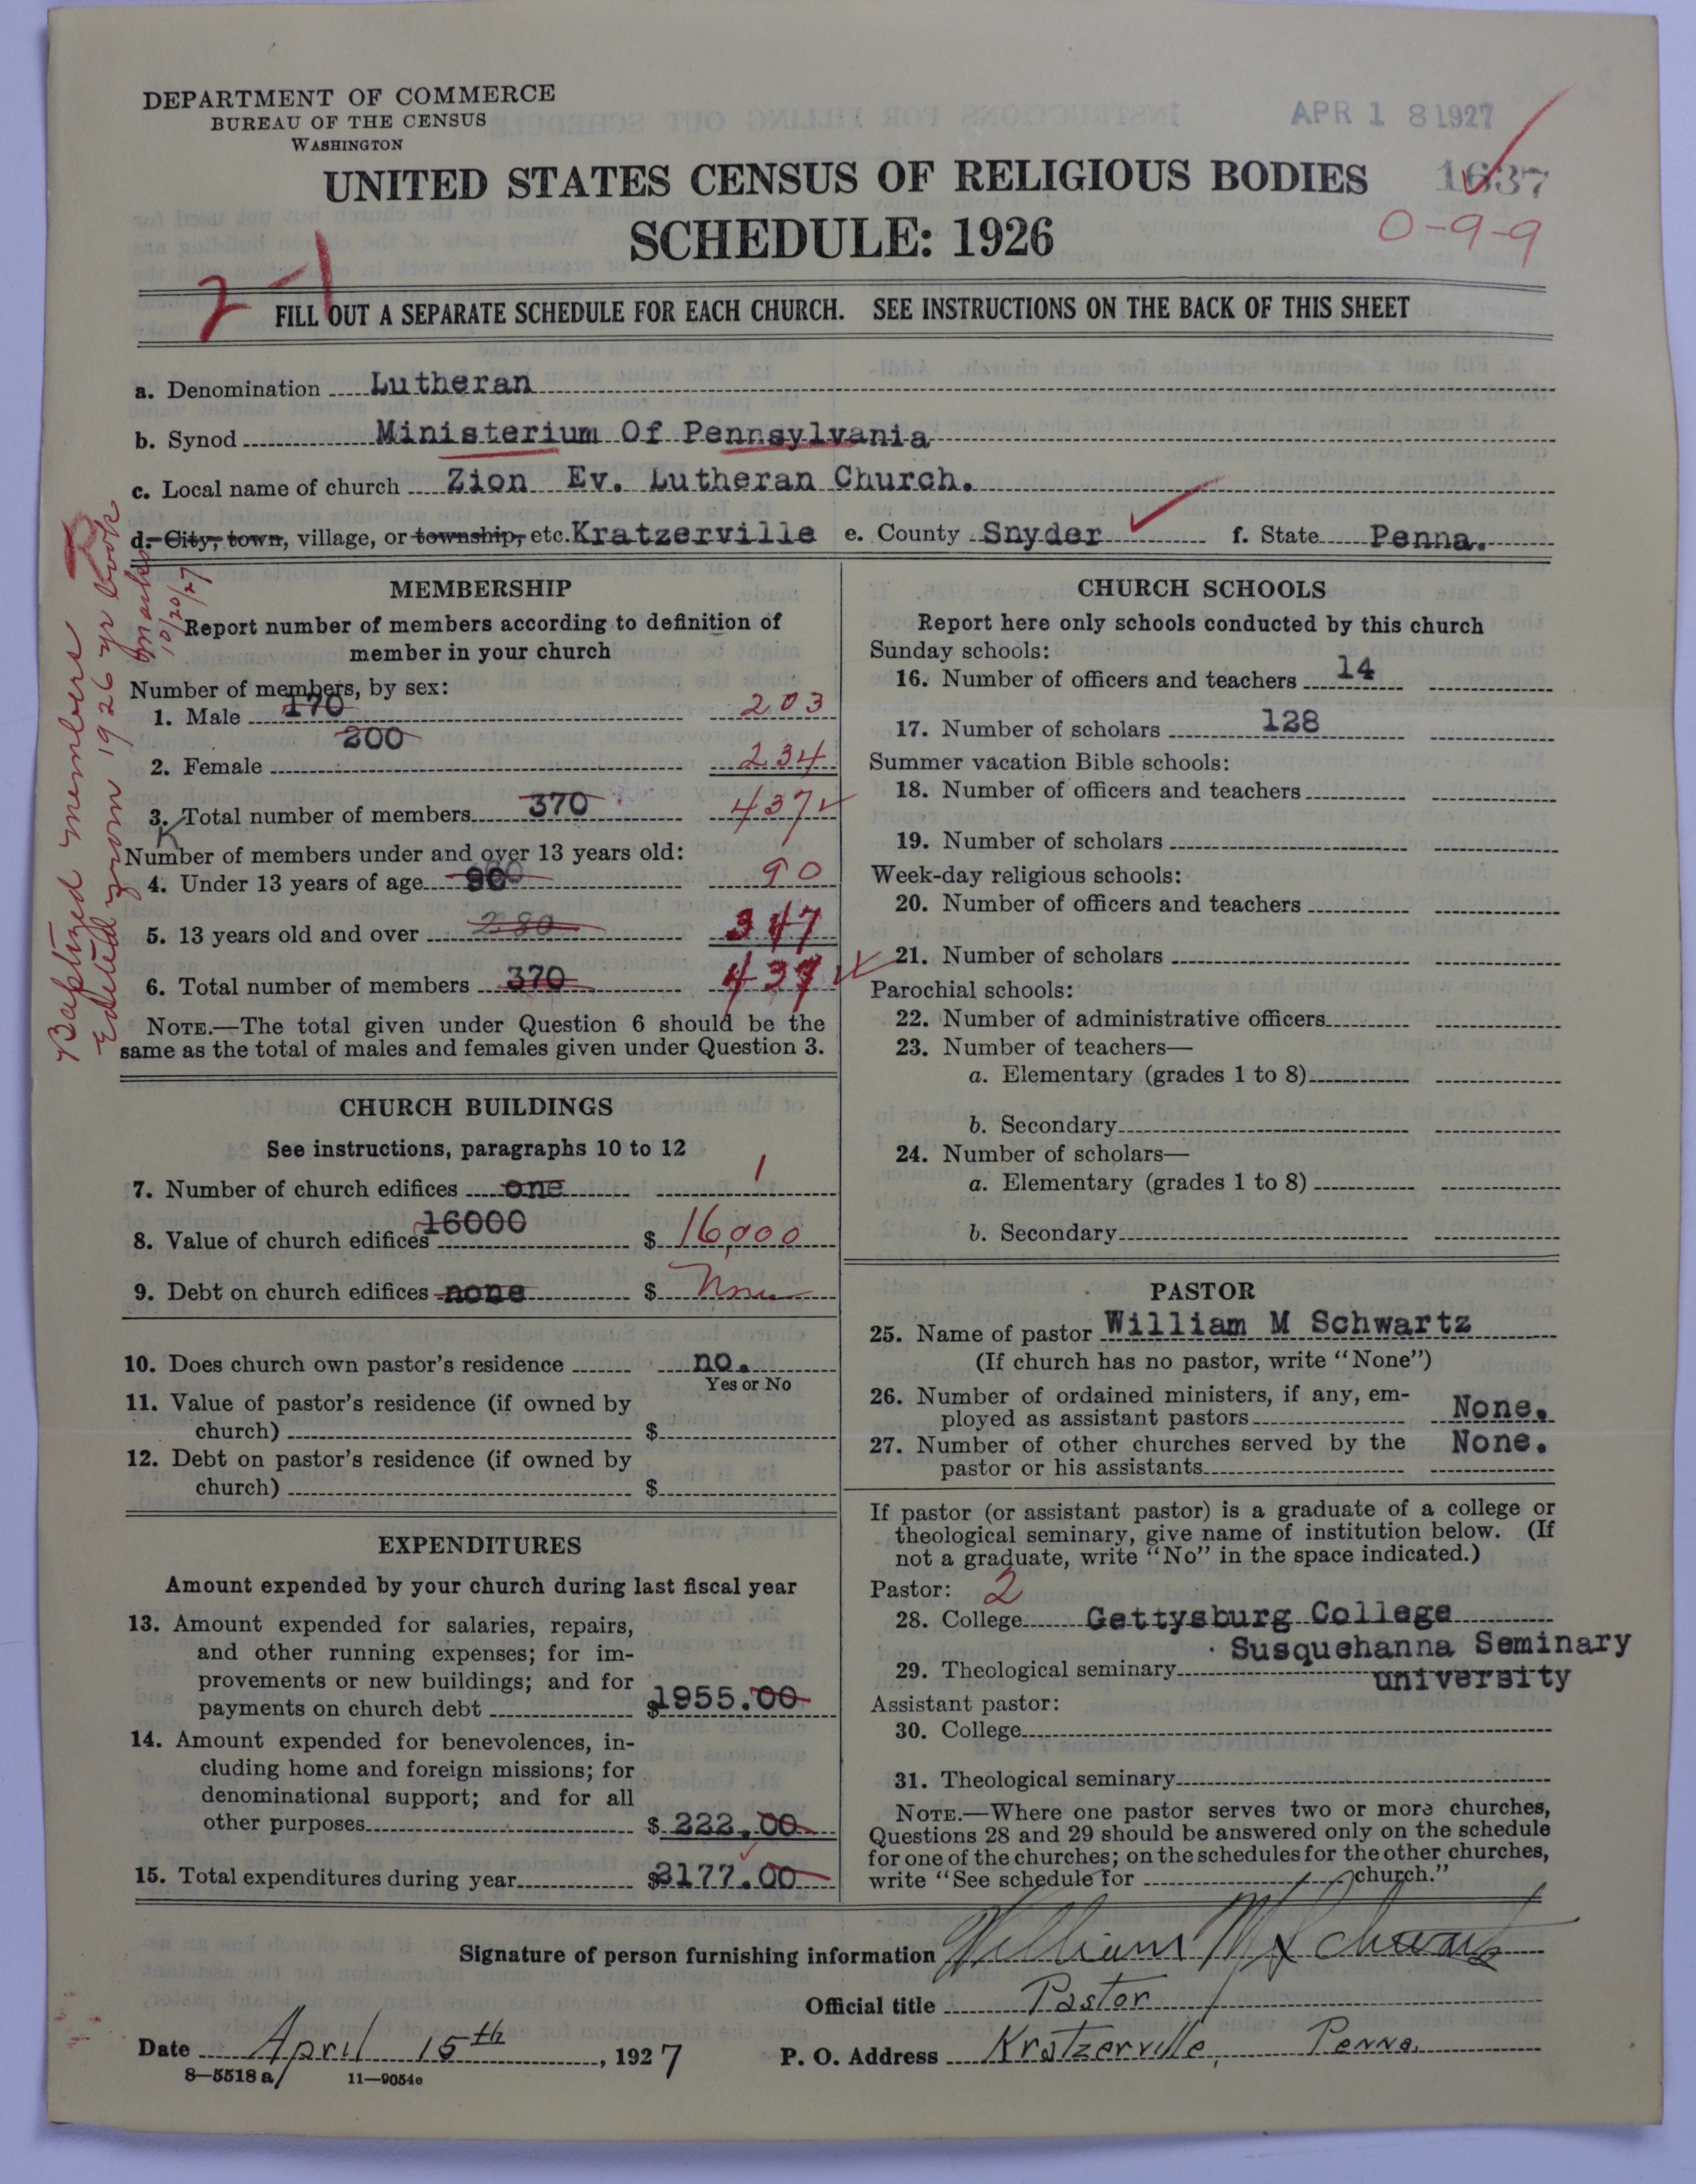 DEPARTMENT OF COMMERCE
BUREAU OF THE CENSUS
WASHINGTON
APR 18 1927
UNITED STATES CENSUS OF RELIGIOUS BODIES
1637
SCHEDULE: 1926
0-9-9
2-1
FILL OUT A SEPARATE SCHEDULE FOR EACH CHURCH. SEE INSTRUCTIONS ON THE BACK OF THIS SHEET
a. Denomination Lutheran
b. Synod Ministerium Of Pennsylvania
c. Local name of church Zion Ev. Lutheran Church.
d. City, town, village, or township, etc. Kratzerville e. County Snyder f. State Penna.
Baptized members
Edited from 1926 yr book
10/20/27
MEMBERSHIP
Report number of members according to definition of
member in your church
Number of members, by sex:
1. Male 170 203
200
2. Female 234
3. Total number of members 370 437
Number of members under and over 13 years old:
4. Under 13 years of age 90 90
5. 13 years old and over 280 347
6. Total number of members 370 437
NOTE.—The total given under Question 6 should be the
same as the total of males and females given under Question 3.
CHURCH BUILDINGS
See instructions, paragraphs 10 to 12
7. Number of church edifices one 1
8. Value of church edifices 16000 $ 16,000
9. Debt on church edifices none $ None
10. Does church own pastor's residence no.
Yes or No
11. Value of pastor's residence (if owned by
church) $
12. Debt on pastor's residence (if owned by
church) $
EXPENDITURES
Amount expended by your church during last fiscal year
13. Amount expended for salaries, repairs,
and other running expenses; for im-
provements or new buildings; and for
payments on church debt $1955.00
14. Amount expended for benevolences, in-
cluding home and foreign missions; for
denominational support; and for all
other purposes $ 222.00
15. Total expenditures during year $2177.00
CHURCH SCHOOLS
Report here only schools conducted by this church
Sunday schools:
16. Number of officers and teachers 14
17. Number of scholars 128
Summer vacation Bible schools:
18. Number of officers and teachers
19. Number of scholars
Week-day religious schools:
20. Number of officers and teachers
21. Number of scholars
Parochial schools:
22. Number of administrative officers
23. Number of teachers—
a. Elementary (grades 1 to 8)
b. Secondary
24. Number of scholars—
a. Elementary (grades 1 to 8)
b. Secondary
PASTOR
25. Name of pastor William M Schwartz
(If church has no pastor, write "None")
26. Number of ordained ministers, if any, em-
ployed as assistant pastors None.
27. Number of other churches served by the None.
pastor or his assistants
If pastor (or assistant pastor) is a graduate of a college or
theological seminary, give name of institution below. (If
not a graduate, write "No" in the space indicated.)
Pastor: 2
28. College Gettysburg College
Susquehanna Seminary
29. Theological seminary university
Assistant pastor:
30. College
31. Theological seminary
NOTE.—Where one pastor serves two or more churches,
Questions 28 and 29 should be answered only on the schedule
for one of the churches; on the schedules for the other churches,
write "See schedule for church."
Signature of person furnishing information William M Schwartz
Official title Pastor
Date April 15th, 1927 P. O. Address Kratzerville, Penna.
8—5518 a 11—9054e